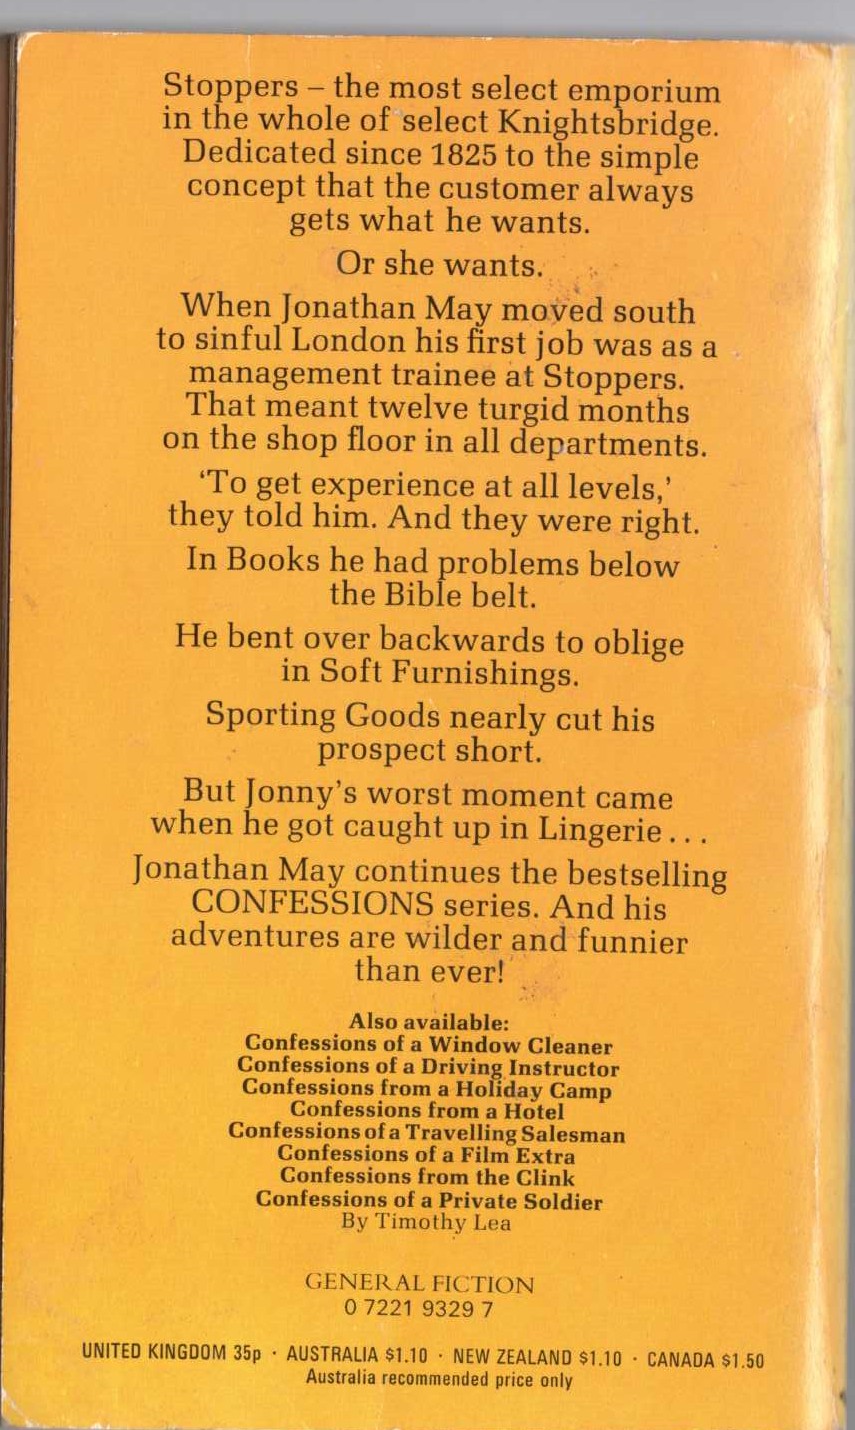 Stoppers – the most select emporium
in the whole of select Knightsbridge.
Dedicated since 1825 to the simple
concept that the customer always
gets what he wants.
Or she wants.
When Jonathan May moved south
to sinful London his first job was as a
management trainee at Stoppers.
That meant twelve turgid months
on the shop floor in all departments.
‘To get experience at all levels,’
they told him. And they were right.
In Books he had problems below
the Bible belt.
He bent over backwards to oblige
in Soft Furnishings.
Sporting Goods nearly cut his
prospect short.
But Jonny’s worst moment came
when he got caught up in Lingerie . . .
Jonathan May continues the bestselling
CONFESSIONS series. And his
adventures are wilder and funnier
than ever!
Also available:
Confessions of a Window Cleaner
Confessions of a Driving Instructor
Confessions from a Holiday Camp
Confessions from a Hotel
Confessions of a Travelling Salesman
Confessions of a Film Extra
Confessions from the Clink
Confessions of a Private Soldier
By Timothy Lea
GENERAL FICTION
0 7221 9329 7
UNITED KINGDOM 35p · AUSTRALIA $1.10 · NEW ZEALAND $1.10 · CANADA $1.50
Australia recommended price only